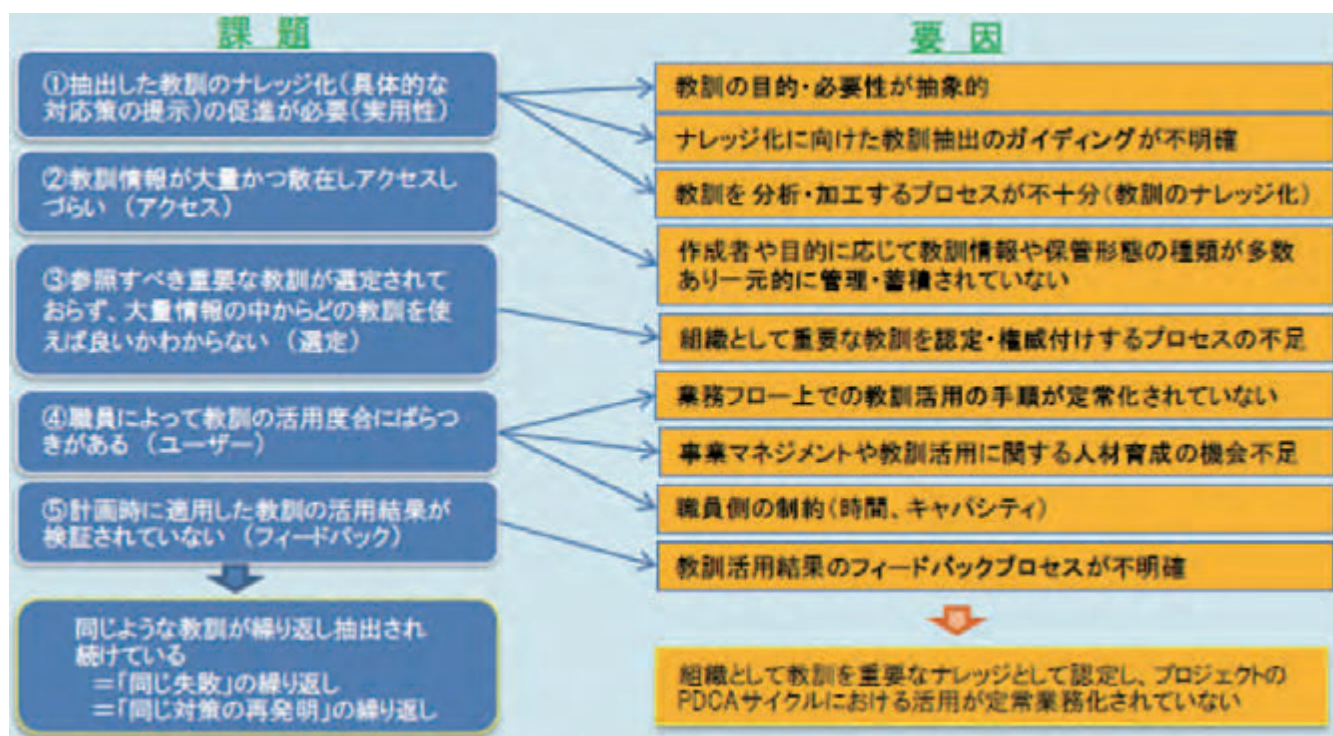 課 題
①抽出した教訓のナレッジ化(具体的な
対応策の提示)の促進が必要(実用性)
②教訓情報が大量かつ散在しアクセスし
づらい (アクセス)
③参照すべき重要な教訓が選定されて
おらず、大量情報の中からどの教訓を使
えば良いかわからない (選定)
④職員によって教訓の活用度合にばらつ
きがある (ユーザー)
⑤計画時に適用した教訓の活用結果が
検証されていない (フィードバック)
同じような教訓が繰り返し抽出され
続けている
=「同じ失敗」の繰り返し
=「同じ対策の再発明」の繰り返し
要 因
教訓の目的・必要性が抽象的
ナレッジ化に向けた教訓抽出のガイディングが不明確
教訓を分析・加工するプロセスが不十分(教訓のナレッジ化)
作成者や目的に応じて教訓情報や保管形態の種類が多数
あり一元的に管理・蓄積されていない
組織として重要な教訓を認定・権威付けするプロセスの不足
業務フロー上での教訓活用の手順が定常化されていない
事業マネジメントや教訓活用に関する人材育成の機会不足
職員側の制約(時間、キャパシティ)
教訓活用結果のフィードバックプロセスが不明確
組織として教訓を重要なナレッジとして認定し、プロジェクトの
PDCAサイクルにおける活用が定常業務化されていない